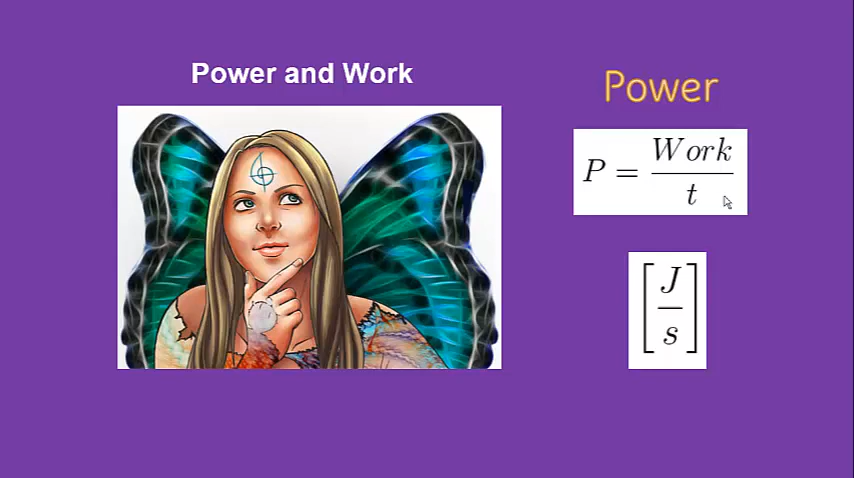 Power and Work
Power
P = Work / t
[J / s]